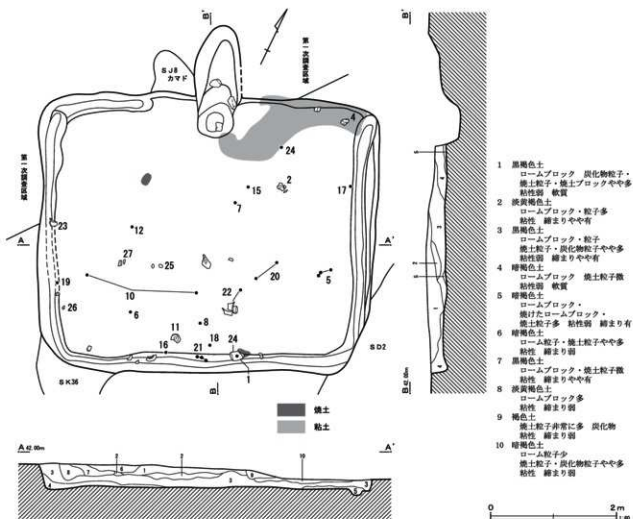 B'
B'
第一次調査区域
SJ8
カマド
第一次調査区域
4
24
2
15
17
7
23
12
A
A'
27
25
20
5
19
10
22
26
6
8
11
18
24
16
21
1
SD2
SK36
B
B 42.00m
焼土
粘土
A 42.00m
A'
3 8 7 6 1 2 2 10
4 3 9 3
5
1 黒褐色土
ロームブロック 炭化物粒子・
焼土粒子・焼土ブロックやや多
粘性弱 軟質
2 淡黄褐色土
ロームブロック・粒子多
粘性 締まりやや有
3 黒褐色土
ロームブロック・粒子
焼土粒子・炭化物粒子やや多
粘性弱 締まりやや有
4 暗褐色土
ロームブロック 焼土粒子微
粘性弱 軟質
5 暗褐色土
ロームブロック・
焼けたロームブロック・
焼土粒子多 粘性弱 締まり有
6 暗褐色土
ローム粒子・焼土粒子やや多
粘性 締まり弱
7 黒褐色土
ロームブロック・焼土粒子微
粘性 締まりやや有
8 淡黄褐色土
ロームブロック多
粘性 締まり弱
9 褐色土
焼土粒子非常に多 炭化物
粘性 締まり弱
10 暗褐色土
ローム粒子少
焼土粒子・炭化物粒子やや多
粘性 締まり弱
0 2m
1:60